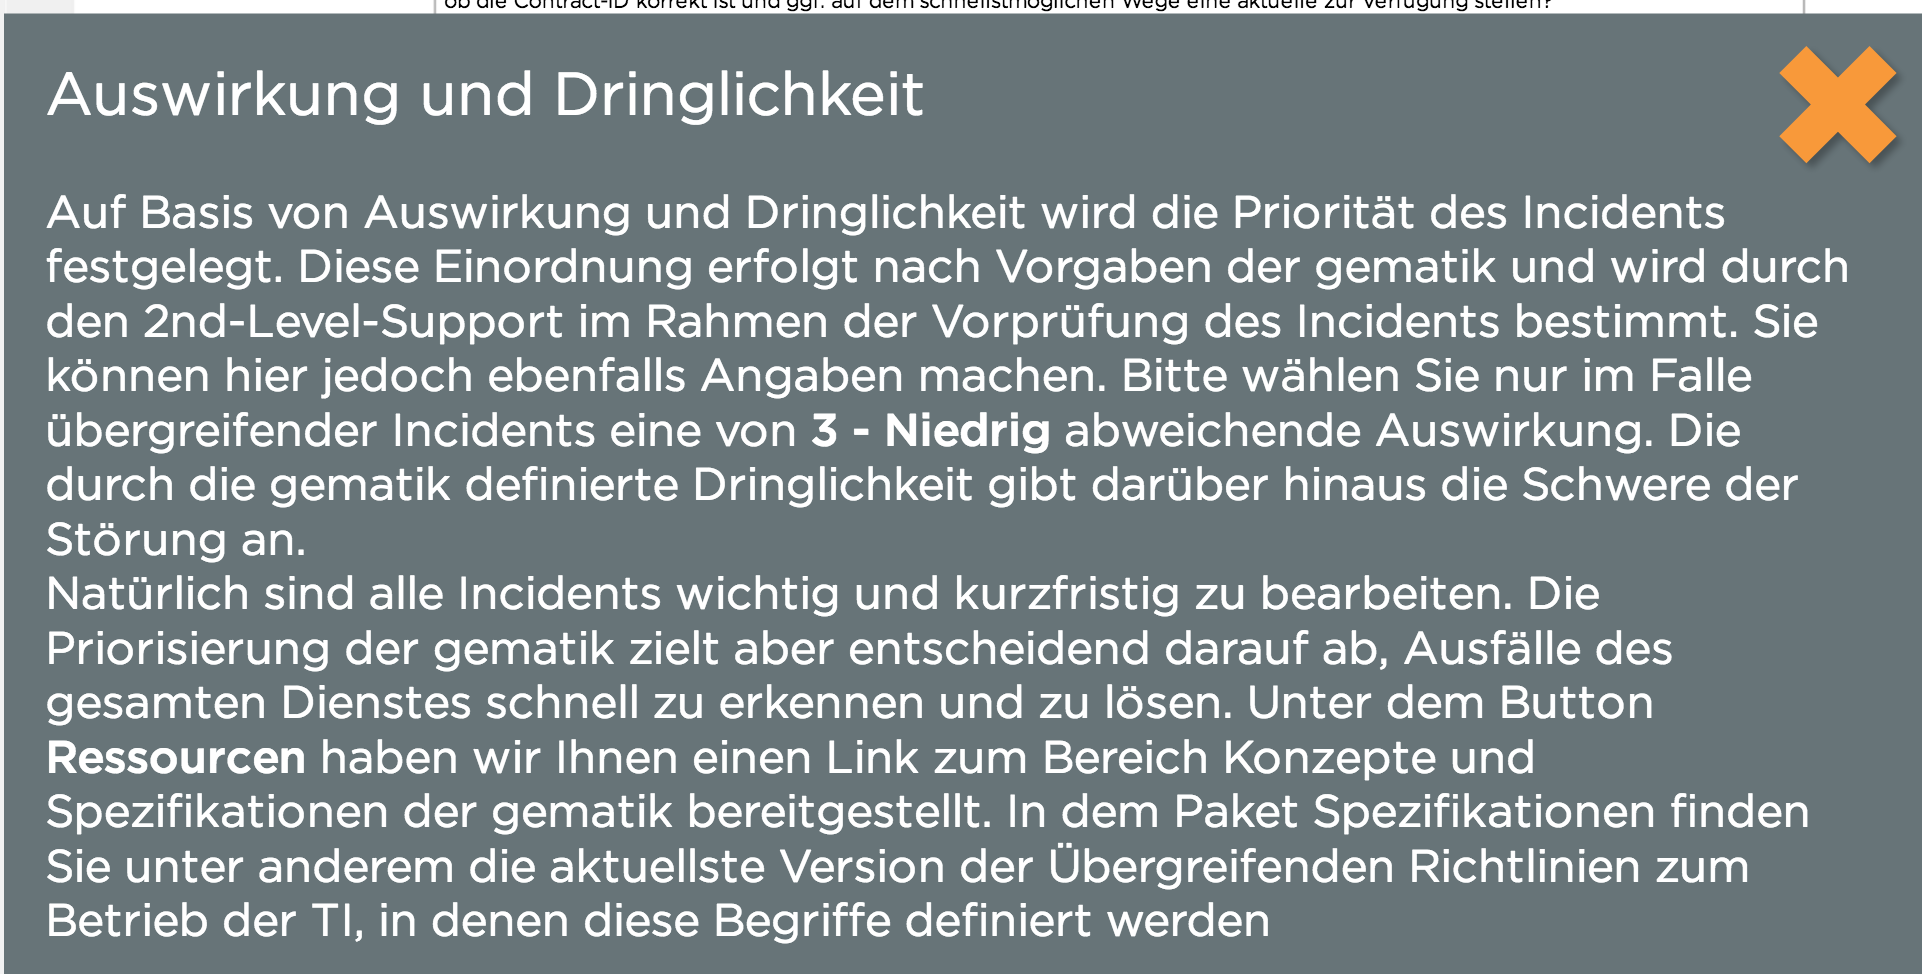 ob die Contract-ID korrekt ist und ggf. auf dem schnellstmöglichen Wege eine aktuelle zur Verfügung stellen?
Auswirkung und Dringlichkeit
Auf Basis von Auswirkung und Dringlichkeit wird die Priorität des Incidents
festgelegt. Diese Einordnung erfolgt nach Vorgaben der gematik und wird durch
den 2nd-Level-Support im Rahmen der Vorprüfung des Incidents bestimmt. Sie
können hier jedoch ebenfalls Angaben machen. Bitte wählen Sie nur im Falle
übergreifender Incidents eine von 3 - Niedrig abweichende Auswirkung. Die
durch die gematik definierte Dringlichkeit gibt darüber hinaus die Schwere der
Störung an.
Natürlich sind alle Incidents wichtig und kurzfristig zu bearbeiten. Die
Priorisierung der gematik zielt aber entscheidend darauf ab, Ausfälle des
gesamten Dienstes schnell zu erkennen und zu lösen. Unter dem Button
Ressourcen haben wir Ihnen einen Link zum Bereich Konzepte und
Spezifikationen der gematik bereitgestellt. In dem Paket Spezifikationen finden
Sie unter anderem die aktuellste Version der Übergreifenden Richtlinien zum
Betrieb der TI, in denen diese Begriffe definiert werden